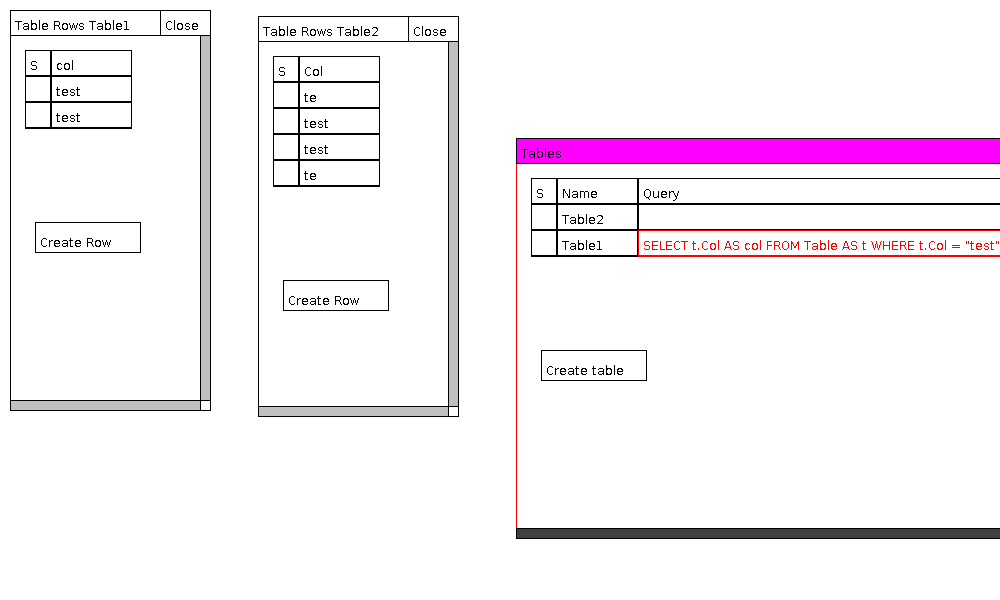 Table Rows Table1 Close
S col
test
test
Create Row
Table Rows Table2 Close
S Col
te
test
test
te
Create Row
Tables
S Name Query
Table2
Table1 SELECT t.Col AS col FROM Table AS t WHERE t.Col = "test"
Create table